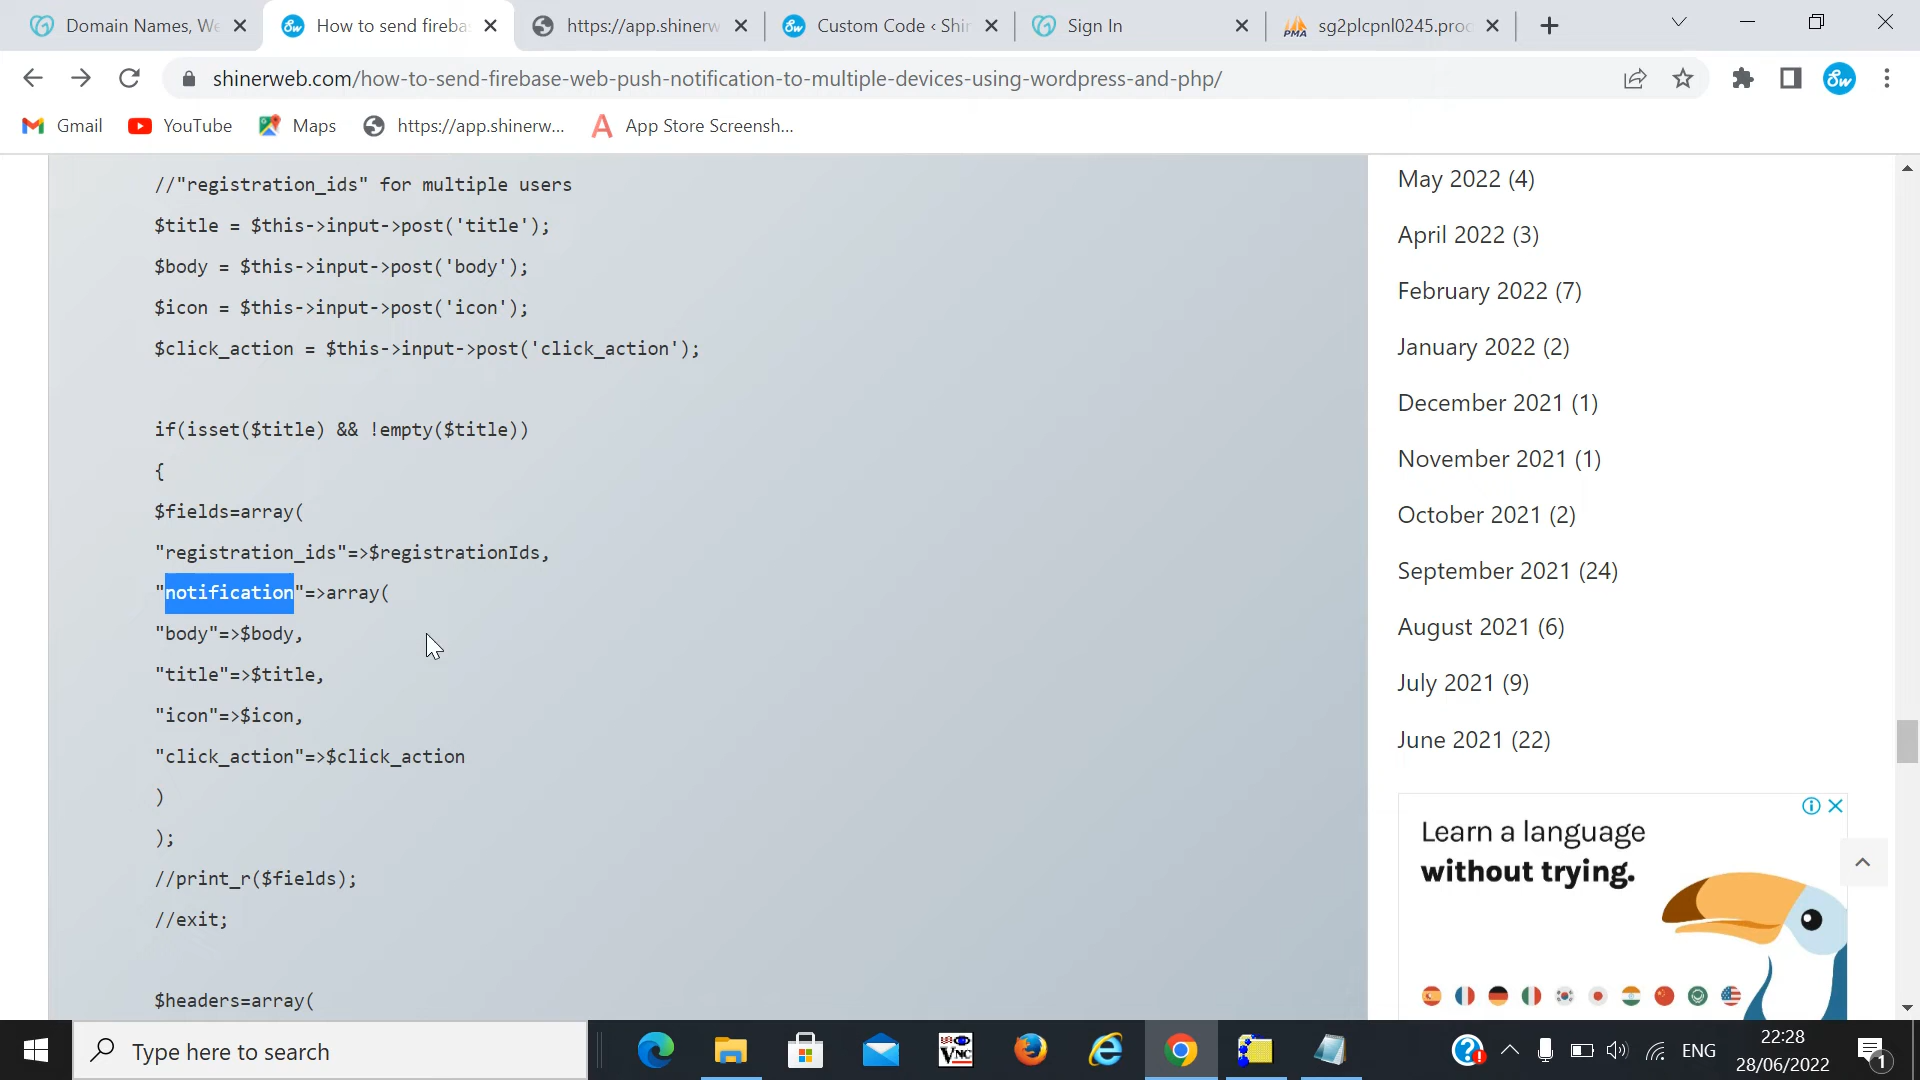 Domain Names, We
How to send fireba
https://app.shinerw
Custom Code ‹ Shin
Sign In
PMA
sg2plcpnl0245.proc
shinerweb.com/how-to-send-firebase-web-push-notification-to-multiple-devices-using-wordpress-and-php/
Sw
Gmail
YouTube
Maps
https://app.shinerw...
App Store Screensh...
//"registration_ids" for multiple users
$title = $this->input->post('title');
$body = $this->input->post('body');
$icon = $this->input->post('icon');
$click_action = $this->input->post('click_action');
if(isset($title) && !empty($title))
{
$fields=array(
"registration_ids"=>$registrationIds,
"notification"=>array(
"body"=>$body,
"title"=>$title,
"icon"=>$icon,
"click_action"=>$click_action
)
);
//print_r($fields);
//exit;
$headers=array(
May 2022 (4)
April 2022 (3)
February 2022 (7)
January 2022 (2)
December 2021 (1)
November 2021 (1)
October 2021 (2)
September 2021 (24)
August 2021 (6)
July 2021 (9)
June 2021 (22)
Learn a language
without trying.
Type here to search
VNC
ENG
22:28
28/06/2022
1